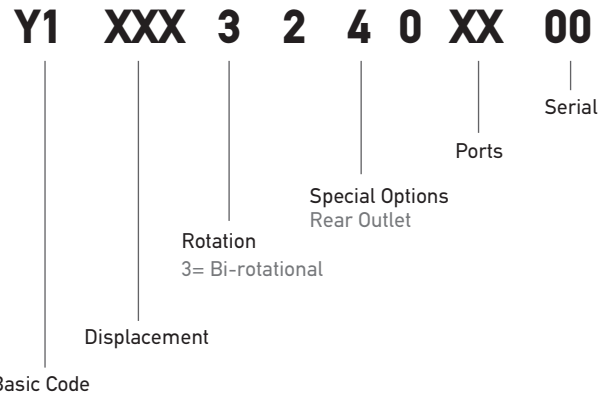 Y1 XXX 3 2 4 0 XX 00
Serial
Ports
Special Options
Rear Outlet
Rotation
3= Bi-rotational
Displacement
Basic Code